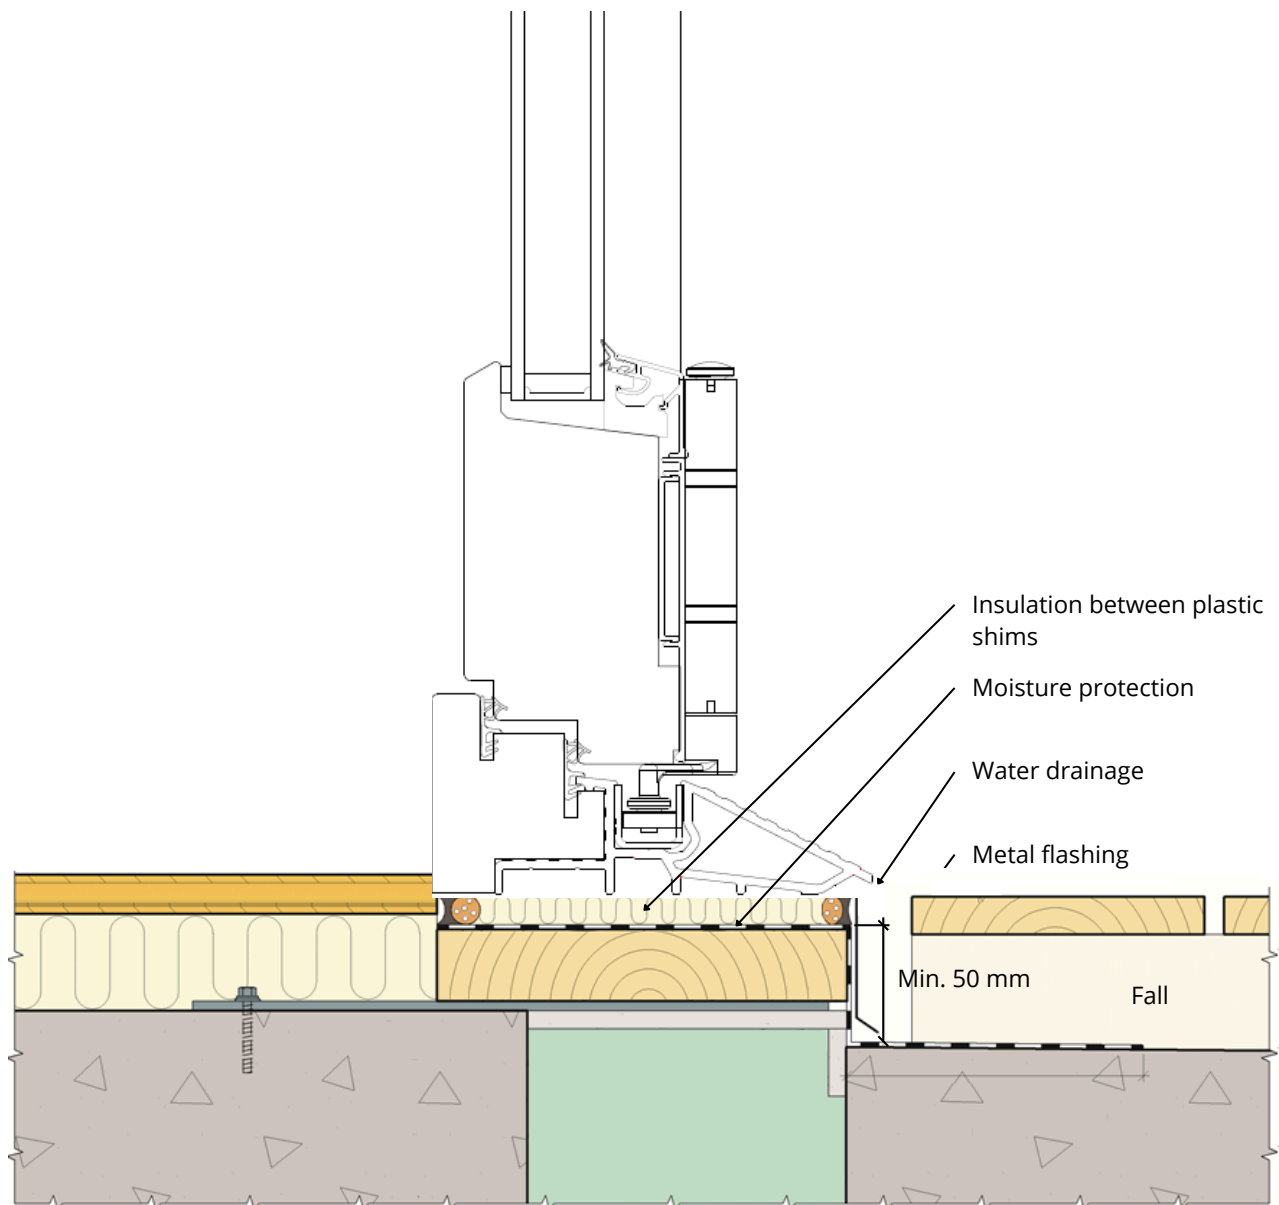 Insulation between plastic
shims
Moisture protection
Water drainage
Metal flashing
Min. 50 mm
Fall